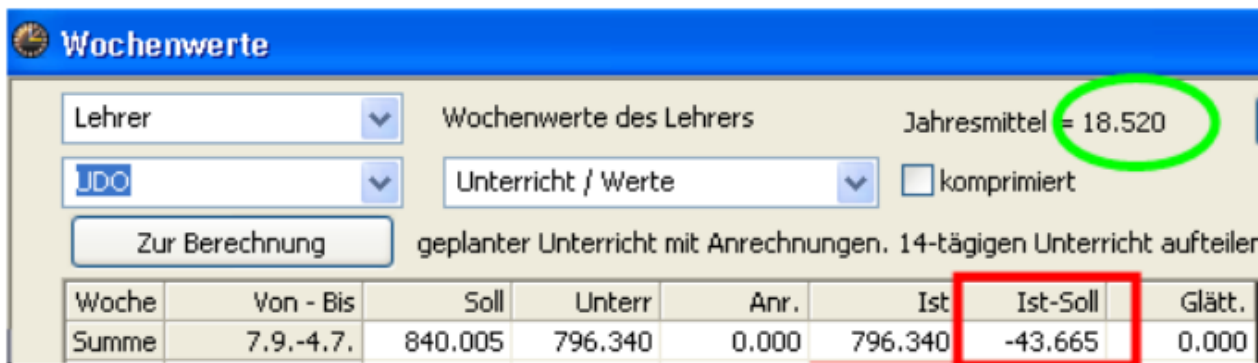 Wochenwerte
Lehrer Wochenwerte des Lehrers Jahresmittel = 18.520
UDO Unterricht / Werte komprimiert
Zur Berechnung geplanter Unterricht mit Anrechnungen. 14-tägigen Unterricht aufteilen
Woche Von - Bis Soll Unterr Anr. Ist Ist-Soll Glätt.
Summe 7.9.-4.7. 840.005 796.340 0.000 796.340 -43.665 0.000